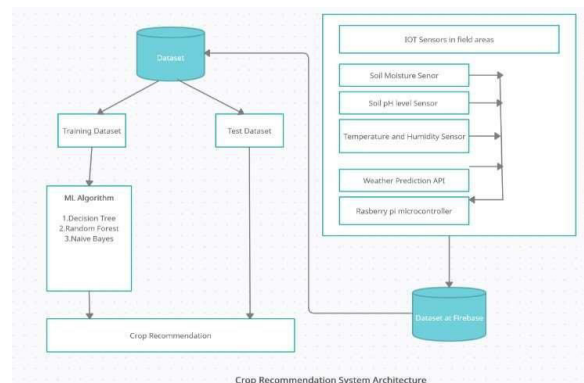 Dataset
Training Dataset
Test Dataset
ML Algorithm
1.Decision Tree
2.Random Forest
3.Naive Bayes
Crop Recommendation
IOT Sensors in field areas
Soil Moisture Senor
Soil pH level Sensor
Temperature and Humidity Sensor
Weather Prediction API
Rasberry pi microcontroller
Dataset at Firebase
Crop Recommendation System Architecture